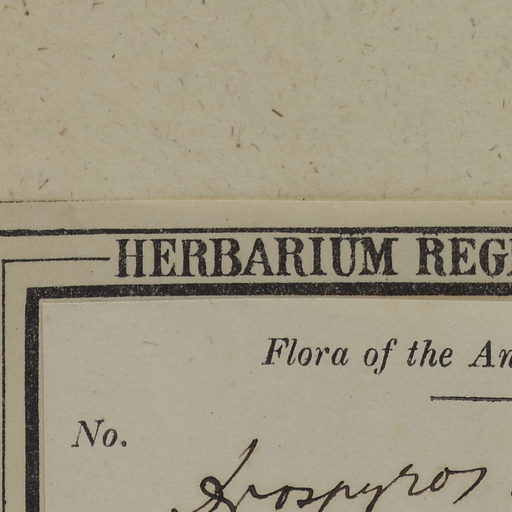 HERBARIUM REG
Flora of the An
No.
Diospyros